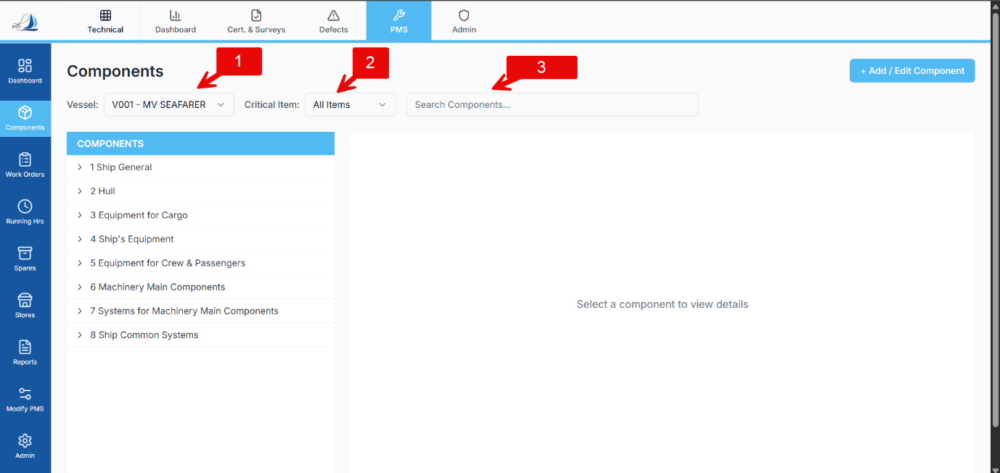 Technical
Dashboard
Cert. & Surveys
Defects
PMS
Admin
Dashboard
Components
Work Orders
Running Hrs
Spares
Stores
Reports
Modify PMS
Admin
Components
1
2
3
+ Add / Edit Component
Vessel: V001 - MV SEAFARER Critical Item: All Items Search Components...
COMPONENTS
1 Ship General
2 Hull
3 Equipment for Cargo
4 Ship's Equipment
5 Equipment for Crew & Passengers
6 Machinery Main Components
7 Systems for Machinery Main Components
8 Ship Common Systems
Select a component to view details